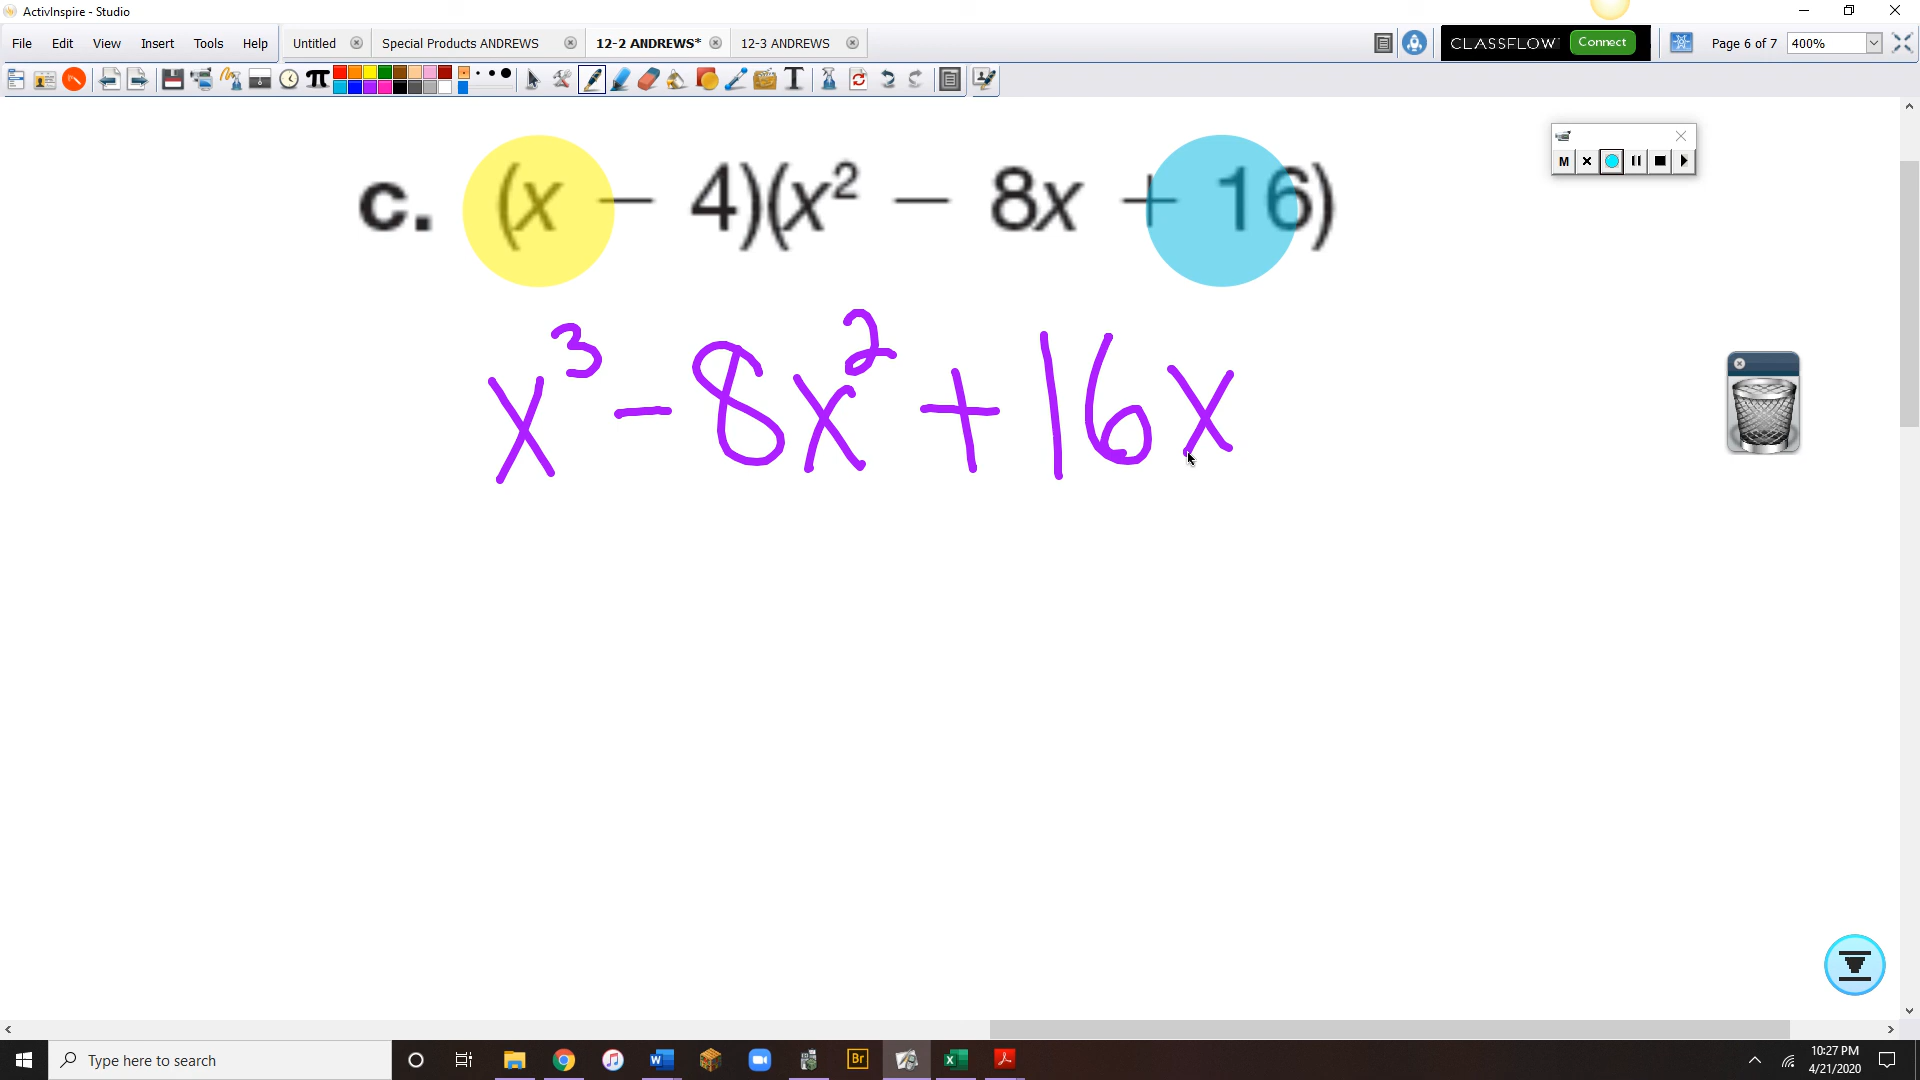 ActivInspire - Studio
File Edit View Insert Tools Help Untitled Special Products ANDREWS 12-2 ANDREWS* 12-3 ANDREWS CLASSFLOW Connect Page 6 of 7 400%
M
c. (x − 4)(x² − 8x + 16)
x³ - 8x² + 16x
Type here to search
10:27 PM
4/21/2020